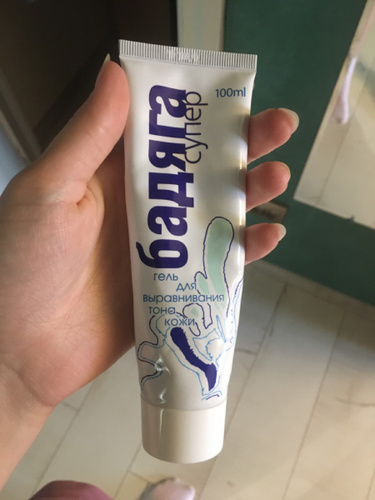 100ml
бадяга
супер
гель
для
выравнивания
тона
кожи